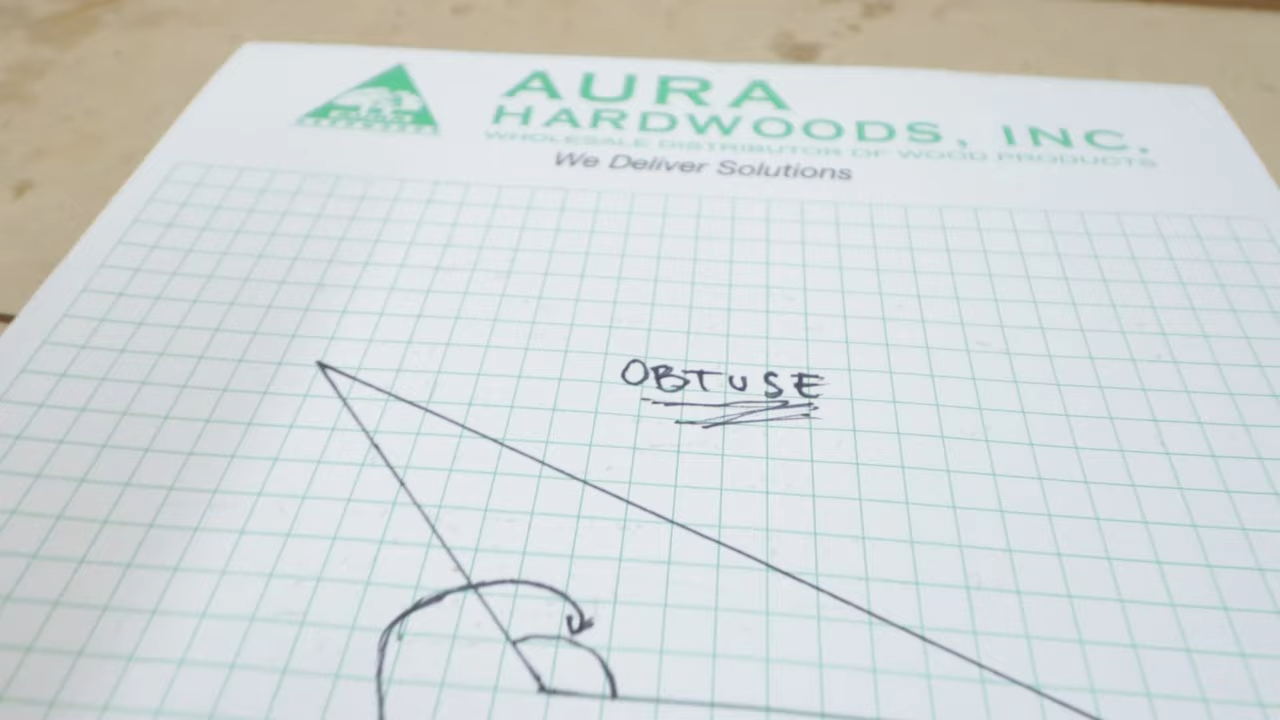 AURA
HARDWOODS, INC.
WHOLESALE DISTRIBUTOR OF WOOD PRODUCTS
We Deliver Solutions
OBTUSE